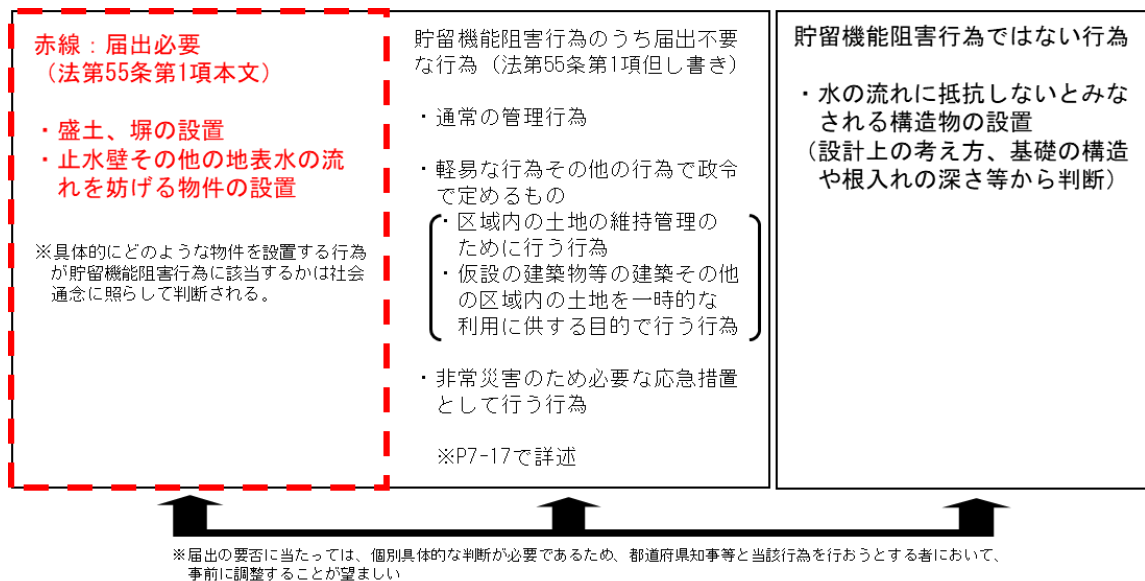 赤線：届出必要
（法第55条第1項本文）
・盛土、塀の設置
・止水壁その他の地表水の流
れを妨げる物件の設置
※具体的にどのような物件を設置する行為
が貯留機能阻害行為に該当するかは社会
通念に照らして判断される。
貯留機能阻害行為のうち届出不要
な行為（法第55条第1項但し書き）
・通常の管理行為
・軽易な行為その他の行為で政令
で定めるもの
・区域内の土地の維持管理の
ために行う行為
・仮設の建築物等の建築その他
の区域内の土地を一時的な
利用に供する目的で行う行為
・非常災害のため必要な応急措置
として行う行為
※P7-17で詳述
貯留機能阻害行為ではない行為
・水の流れに抵抗しないとみな
される構造物の設置
（設計上の考え方、基礎の構造
や根入れの深さ等から判断）
※届出の要否に当たっては、個別具体的な判断が必要であるため、都道府県知事等と当該行為を行おうとする者において、
事前に調整することが望ましい